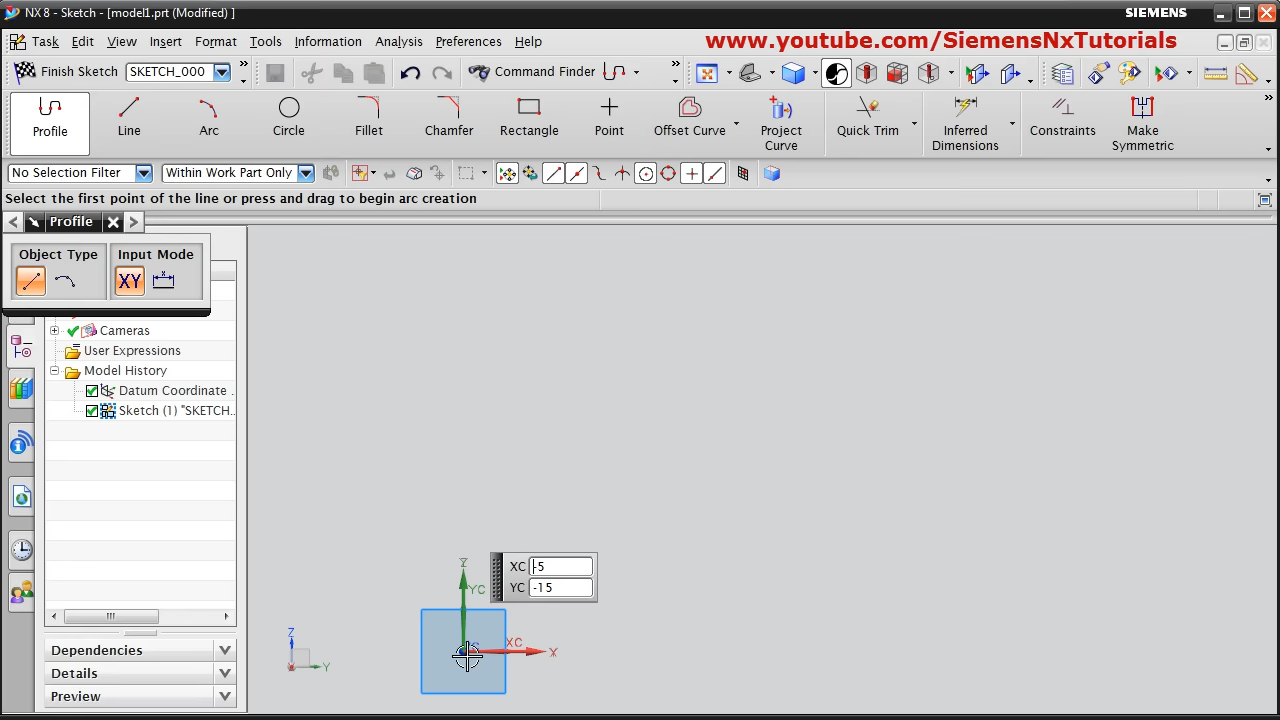 NX 8 - Sketch - [model1.prt (Modified) ]
SIEMENS
Task Edit View Insert Format Tools Information Analysis Preferences Help
www.youtube.com/SiemensNxTutorials
Finish Sketch SKETCH_000 Command Finder
Profile Line Arc Circle Fillet Chamfer Rectangle Point Offset Curve Project Curve Quick Trim Inferred Dimensions Constraints Make Symmetric
No Selection Filter Within Work Part Only
Select the first point of the line or press and drag to begin arc creation
Profile
Object Type Input Mode
XY
Cameras
User Expressions
Model History
Datum Coordinate ...
Sketch (1) "SKETCH...
Dependencies
Details
Preview
XC -5
YC -15
Z
YC
XC
X
Z
X
Y